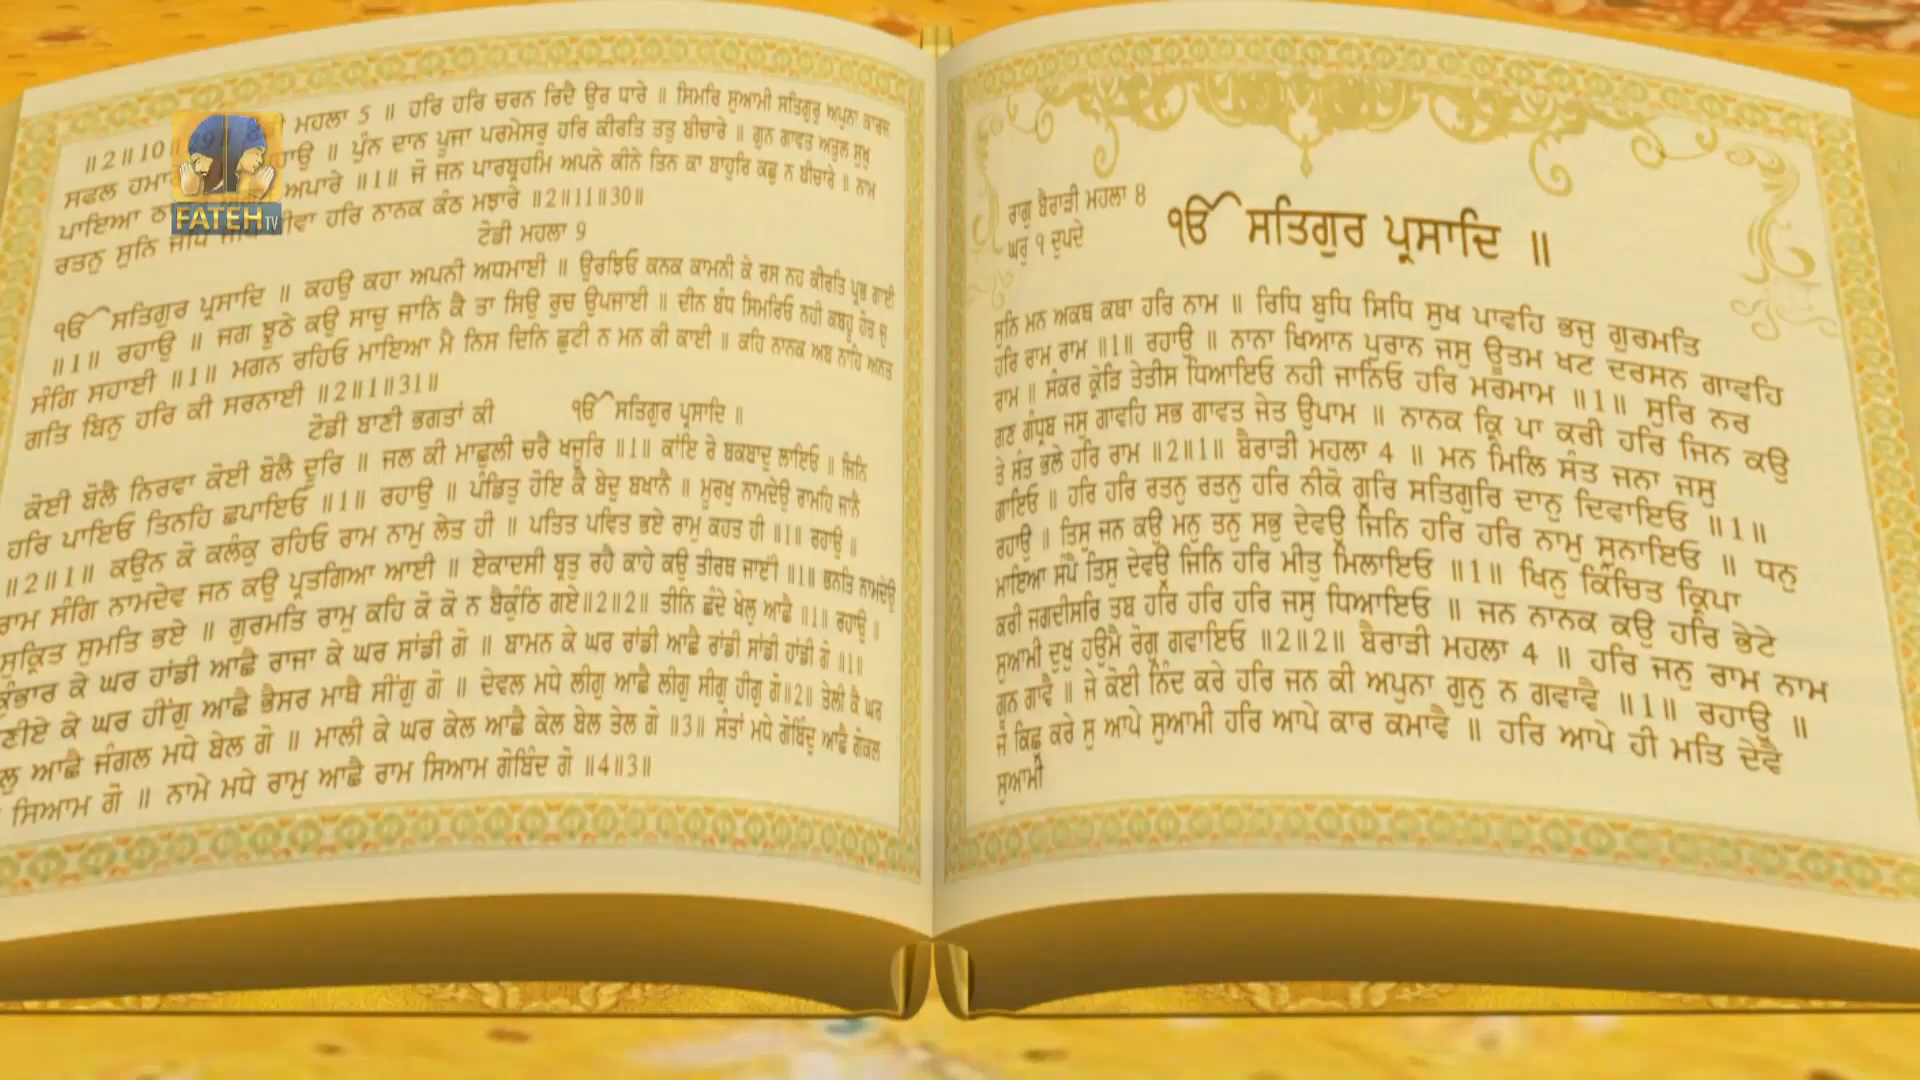 ਮਹਲਾ 5 ॥ ਹਰਿ ਹਰਿ ਚਰਨ ਰਿਦੈ ਉਰ ਧਾਰੇ ॥ ਸਿਮਰਿ ਸੁਆਮੀ ਸਤਿਗੁਰੁ ਅਪੁਨਾ ਕਾਰਜ
॥2॥10॥ ਹਾਉ ॥ ਪੁੰਨ ਦਾਨ ਪੂਜਾ ਪਰਮੇਸਰੁ ਹਰਿ ਕੀਰਤਿ ਤਤੁ ਬੀਚਾਰੇ ॥ ਗੁਨ ਗਾਵਤ ਅਤੁਲ ਸੁਖੁ
ਸਫਲ ਹਮਾ ਅਪਾਰੇ ॥1॥ ਜੋ ਜਨ ਪਾਰਬ੍ਰਹਮਿ ਅਪਨੇ ਕੀਨੇ ਤਿਨ ਕਾ ਬਾਹੁਰਿ ਕਛੁ ਨ ਬੀਚਾਰੇ ॥ ਨਾਮ
ਪਾਇਆ ਠਾ ਜੀਵਾ ਹਰਿ ਨਾਨਕ ਕੰਠ ਮਝਾਰੇ ॥2॥11॥30॥
ਰਤਨੁ ਸੁਨਿ ਜਪਿ ਜਪਿ
FATEH TV
ਟੋਡੀ ਮਹਲਾ 9
ੴ ਸਤਿਗੁਰ ਪ੍ਰਸਾਦਿ ॥ ਕਹਉ ਕਹਾ ਅਪਨੀ ਅਧਮਾਈ ॥ ਉਰਝਿਓ ਕਨਕ ਕਾਮਨੀ ਕੇ ਰਸ ਨਹ ਕੀਰਤਿ ਪ੍ਰਭ ਗਾਈ
॥1॥ ਰਹਾਉ ॥ ਜਗ ਝੂਠੇ ਕਉ ਸਾਚੁ ਜਾਨਿ ਕੈ ਤਾ ਸਿਉ ਰੁਚ ਉਪਜਾਈ ॥ ਦੀਨ ਬੰਧ ਸਿਮਰਿਓ ਨਹੀ ਕਬਹੂ ਹੋਤ ਜੁ
ਸੰਗਿ ਸਹਾਈ ॥1॥ ਮਗਨ ਰਹਿਓ ਮਾਇਆ ਮੈ ਨਿਸ ਦਿਨਿ ਛੁਟੀ ਨ ਮਨ ਕੀ ਕਾਈ ॥ ਕਹਿ ਨਾਨਕ ਅਬ ਨਾਹਿ ਅਨਤ
ਗਤਿ ਬਿਨੁ ਹਰਿ ਕੀ ਸਰਨਾਈ ॥2॥1॥31॥
ਟੋਡੀ ਬਾਣੀ ਭਗਤਾਂ ਕੀ ੴ ਸਤਿਗੁਰ ਪ੍ਰਸਾਦਿ ॥
ਕੋਈ ਬੋਲੈ ਨਿਰਵਾ ਕੋਈ ਬੋਲੈ ਦੂਰਿ ॥ ਜਲ ਕੀ ਮਾਛੁਲੀ ਚਰੈ ਖਜੂਰਿ ॥1॥ ਕਾਂਇ ਰੇ ਬਕਬਾਦੁ ਲਾਇਓ ॥ ਜਿਨਿ
ਹਰਿ ਪਾਇਓ ਤਿਨਹਿ ਛਪਾਇਓ ॥1॥ ਰਹਾਉ ॥ ਪੰਡਿਤੁ ਹੋਇ ਕੈ ਬੇਦੁ ਬਖਾਨੈ ॥ ਮੂਰਖੁ ਨਾਮਦੇਉ ਰਾਮਹਿ ਜਾਨੈ
॥2॥1॥ ਕਉਨ ਕੋ ਕਲੰਕੁ ਰਹਿਓ ਰਾਮ ਨਾਮੁ ਲੇਤ ਹੀ ॥ ਪਤਿਤ ਪਵਿਤ ਭਏ ਰਾਮੁ ਕਹਤ ਹੀ ॥1॥ ਰਹਾਉ ॥
ਰਾਮ ਸੰਗਿ ਨਾਮਦੇਵ ਜਨ ਕਉ ਪ੍ਰਤਗਿਆ ਆਈ ॥ ਏਕਾਦਸੀ ਬ੍ਰਤੁ ਰਹੈ ਕਾਹੇ ਕਉ ਤੀਰਥ ਜਾਈਂ ॥1॥ ਭਨਤਿ ਨਾਮਦੇਉ
ਸੁਕ੍ਰਿਤ ਸੁਮਤਿ ਭਏ ॥ ਗੁਰਮਤਿ ਰਾਮੁ ਕਹਿ ਕੋ ਕੋ ਨ ਬੈਕੁੰਠਿ ਗਏ॥2॥2॥ ਤੀਨਿ ਛੰਦੇ ਖੇਲੁ ਆਛੈ ॥1॥ ਰਹਾਉ ॥
ਕੁੰਭਾਰ ਕੇ ਘਰ ਹਾਂਡੀ ਆਛੈ ਰਾਜਾ ਕੇ ਘਰ ਸਾਂਡੀ ਗੋ ॥ ਬਾਮਨ ਕੇ ਘਰ ਰਾਂਡੀ ਆਛੈ ਰਾਂਡੀ ਸਾਂਡੀ ਹਾਂਡੀ ਗੋ ॥1॥
ਣੀਏ ਕੇ ਘਰ ਹੀਂਗੁ ਆਛੈ ਭੈਸਰ ਮਾਥੈ ਸੀਂਗੁ ਗੋ ॥ ਦੇਵਲ ਮਧੇ ਲੀਗੁ ਆਛੈ ਲੀਗੁ ਸੀਗੁ ਹੀਗੁ ਗੋ॥2॥ ਤੇਲੀ ਕੈ ਘਰ
ਲੁ ਆਛੈ ਜੰਗਲ ਮਧੇ ਬੇਲ ਗੋ ॥ ਮਾਲੀ ਕੇ ਘਰ ਕੇਲ ਆਛੈ ਕੇਲ ਬੇਲ ਤੇਲ ਗੋ ॥3॥ ਸੰਤਾਂ ਮਧੇ ਗੋਬਿੰਦੁ ਆਛੈ ਗੋਕਲ
ਸਿਆਮ ਗੋ ॥ ਨਾਮੇ ਮਧੇ ਰਾਮੁ ਆਛੈ ਰਾਮ ਸਿਆਮ ਗੋਬਿੰਦ ਗੋ ॥4॥3॥
ਰਾਗੁ ਬੈਰਾੜੀ ਮਹਲਾ 8
ਘਰੁ ੧ ਦੁਪਦੇ
ੴ ਸਤਿਗੁਰ ਪ੍ਰਸਾਦਿ ॥
ਸੁਨਿ ਮਨ ਅਕਥ ਕਥਾ ਹਰਿ ਨਾਮ ॥ ਰਿਧਿ ਬੁਧਿ ਸਿਧਿ ਸੁਖ ਪਾਵਹਿ ਭਜੁ ਗੁਰਮਤਿ
ਹਰਿ ਰਾਮ ਰਾਮ ॥1॥ ਰਹਾਉ ॥ ਨਾਨਾ ਖਿਆਨ ਪੁਰਾਨ ਜਸੁ ਊਤਮ ਖਟ ਦਰਸਨ ਗਾਵਹਿ
ਰਾਮ ॥ ਸੰਕਰ ਕ੍ਰੋੜਿ ਤੇਤੀਸ ਧਿਆਇਓ ਨਹੀ ਜਾਨਿਓ ਹਰਿ ਮਰਮਾਮ ॥1॥ ਸੁਰਿ ਨਰ
ਗਣ ਗੰਧ੍ਰਬ ਜਸੁ ਗਾਵਹਿ ਸਭ ਗਾਵਤ ਜੇਤ ਉਪਾਮ ॥ ਨਾਨਕ ਕ੍ਰਿ ਪਾ ਕਰੀ ਹਰਿ ਜਿਨ ਕਉ
ਤੇ ਸੰਤ ਭਲੇ ਹਰਿ ਰਾਮ ॥2॥1॥ ਬੈਰਾੜੀ ਮਹਲਾ 4 ॥ ਮਨ ਮਿਲਿ ਸੰਤ ਜਨਾ ਜਸੁ
ਗਾਇਓ ॥ ਹਰਿ ਹਰਿ ਰਤਨੁ ਰਤਨੁ ਹਰਿ ਨੀਕੋ ਗੁਰਿ ਸਤਿਗੁਰਿ ਦਾਨੁ ਦਿਵਾਇਓ ॥1॥
ਰਹਾਉ ॥ ਤਿਸੁ ਜਨ ਕਉ ਮਨੁ ਤਨੁ ਸਭੁ ਦੇਵਉ ਜਿਨਿ ਹਰਿ ਹਰਿ ਨਾਮੁ ਸੁਨਾਇਓ ॥ ਧਨੁ
ਮਾਇਆ ਸੰਪੈ ਤਿਸੁ ਦੇਵਉ ਜਿਨਿ ਹਰਿ ਮੀਤੁ ਮਿਲਾਇਓ ॥1॥ ਖਿਨੁ ਕਿੰਚਿਤ ਕ੍ਰਿਪਾ
ਕਰੀ ਜਗਦੀਸਰਿ ਤਬ ਹਰਿ ਹਰਿ ਹਰਿ ਜਸੁ ਧਿਆਇਓ ॥ ਜਨ ਨਾਨਕ ਕਉ ਹਰਿ ਭੇਟੇ
ਸੁਆਮੀ ਦੁਖੁ ਹਉਮੈ ਰੋਗੁ ਗਵਾਇਓ ॥2॥2॥ ਬੈਰਾੜੀ ਮਹਲਾ 4 ॥ ਹਰਿ ਜਨੁ ਰਾਮ ਨਾਮ
ਗੁਨ ਗਾਵੈ ॥ ਜੇ ਕੋਈ ਨਿੰਦ ਕਰੇ ਹਰਿ ਜਨ ਕੀ ਅਪੁਨਾ ਗੁਨੁ ਨ ਗਵਾਵੈ ॥1॥ ਰਹਾਉ ॥
ਜੋ ਕਿਛੁ ਕਰੇ ਸੁ ਆਪੇ ਸੁਆਮੀ ਹਰਿ ਆਪੇ ਕਾਰ ਕਮਾਵੈ ॥ ਹਰਿ ਆਪੇ ਹੀ ਮਤਿ ਦੇਵੈ
ਸੁਆਮੀ